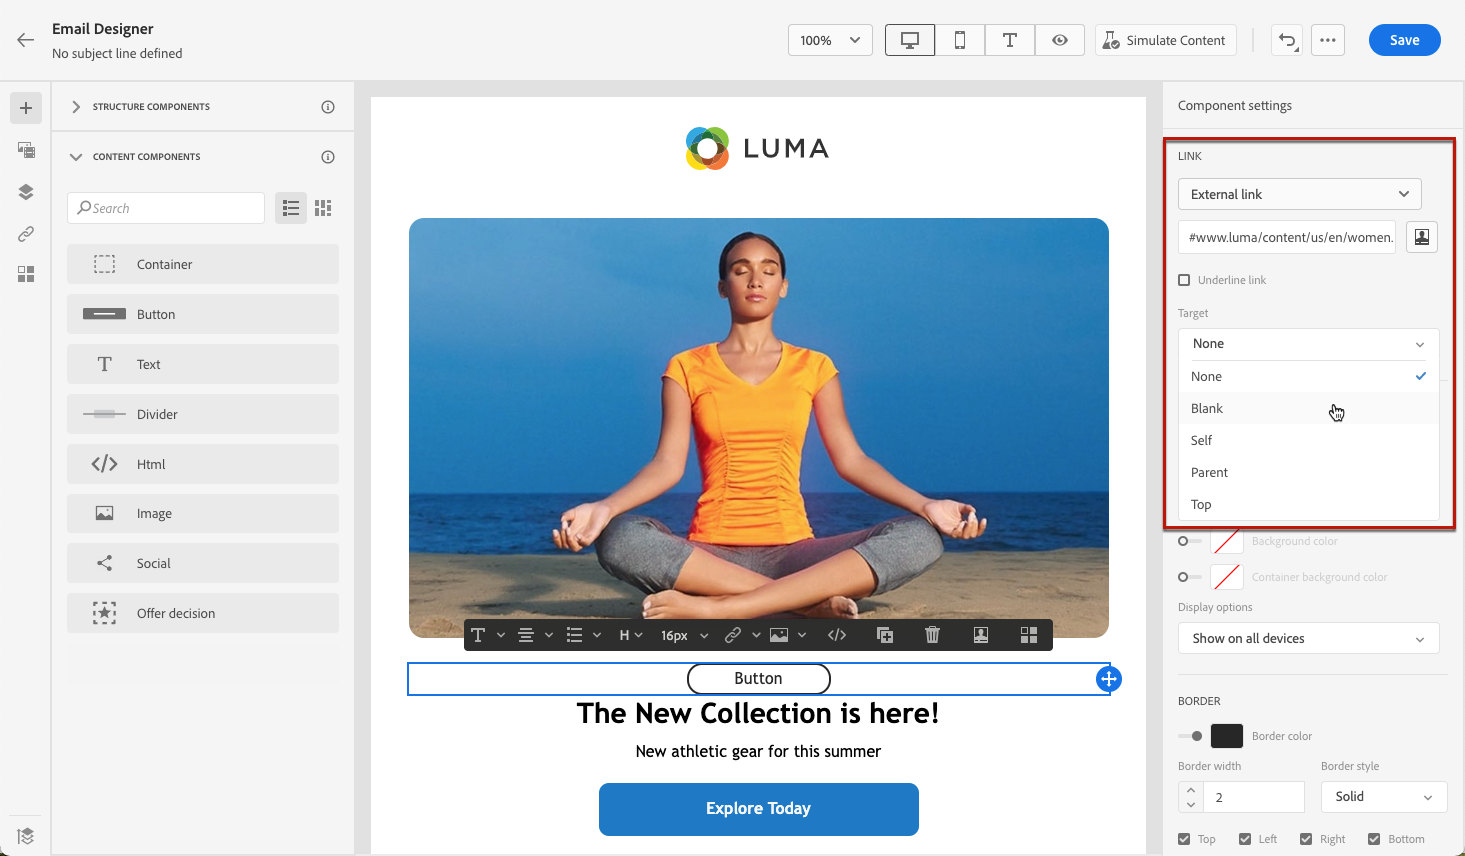 Email Designer
No subject line defined
100%
Simulate Content
Save
STRUCTURE COMPONENTS
CONTENT COMPONENTS
Search
Container
Button
Text
Divider
Html
Image
Social
Offer decision
LUMA
H
16px
Button
The New Collection is here!
New athletic gear for this summer
Explore Today
Component settings
LINK
External link
#www.luma/content/us/en/women.
Underline link
Target
None
None
Blank
Self
Parent
Top
Background color
Container background color
Display options
Show on all devices
BORDER
Border color
Border width Border style
2 Solid
Top Left Right Bottom